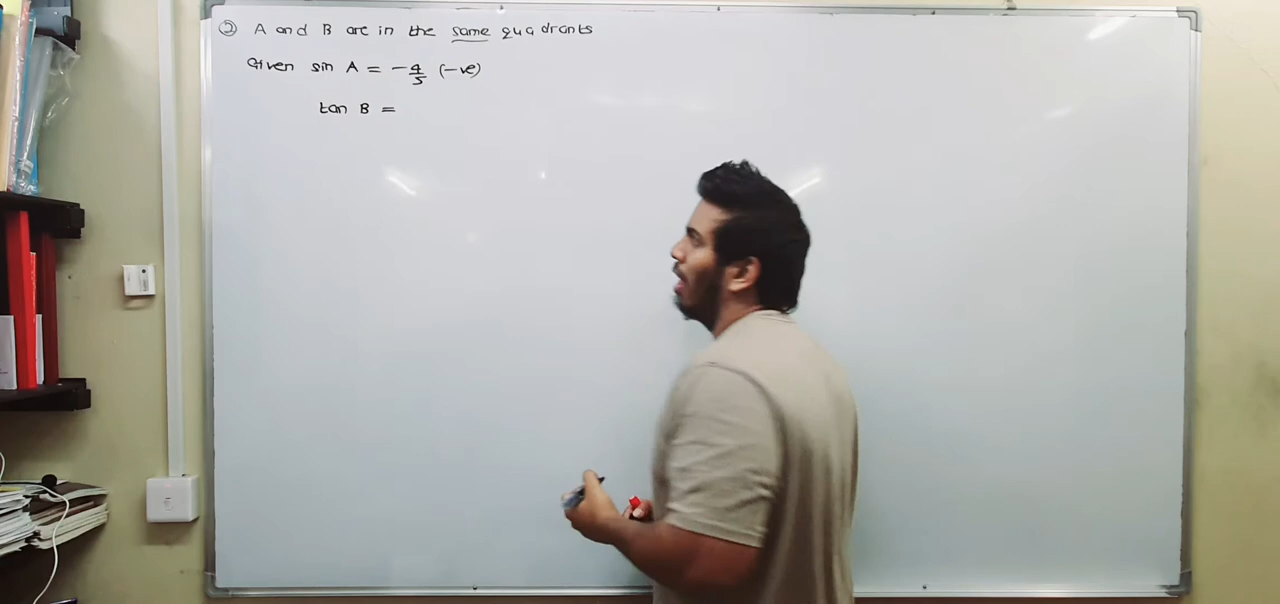 ② A and B are in the same quadrants
Given sin A = -4/5 (-ve)
tan B =